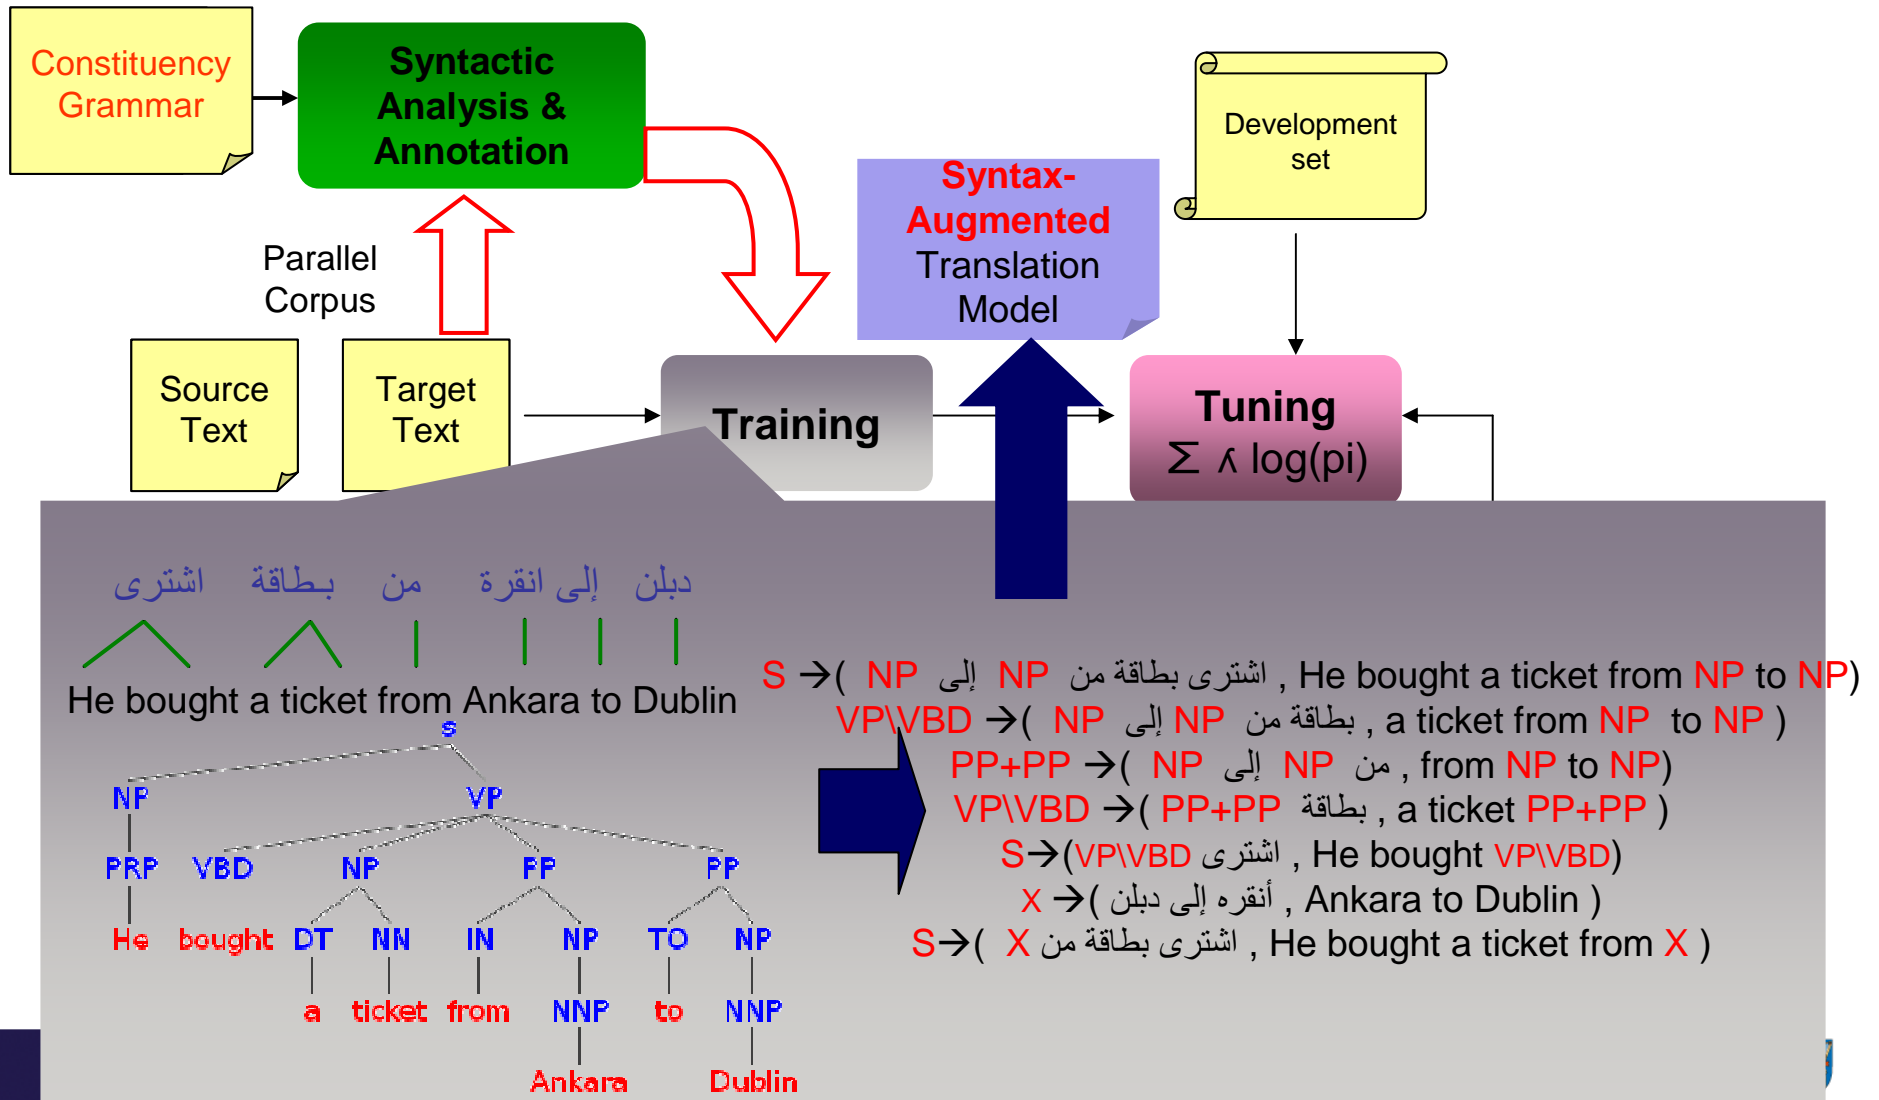 Constituency
Grammar
Syntactic
Analysis &
Annotation
Development
set
Syntax-
Augmented
Translation
Model
Parallel
Corpus
Source
Text
Target
Text
Training
Tuning
Σ ʎ log(pi)
اشترى بـطاقة من انقرة إلى دبلن
He bought a ticket from Ankara to Dublin
S
NP VP
PRP VBD NP PP PP
He bought DT NN IN NP TO NP
a ticket from NNP to NNP
Ankara Dublin
S →( NP إلى NP اشترى بطاقة من , He bought a ticket from NP to NP)
VP\VBD →( NP إلى NP بطاقة من , a ticket from NP to NP )
PP+PP →( NP إلى NP من , from NP to NP)
VP\VBD →( PP+PP بطاقة , a ticket PP+PP )
S→(VP\VBD اشترى , He bought VP\VBD)
X →( أنقره إلى دبلن , Ankara to Dublin )
S→( X اشترى بطاقة من , He bought a ticket from X )